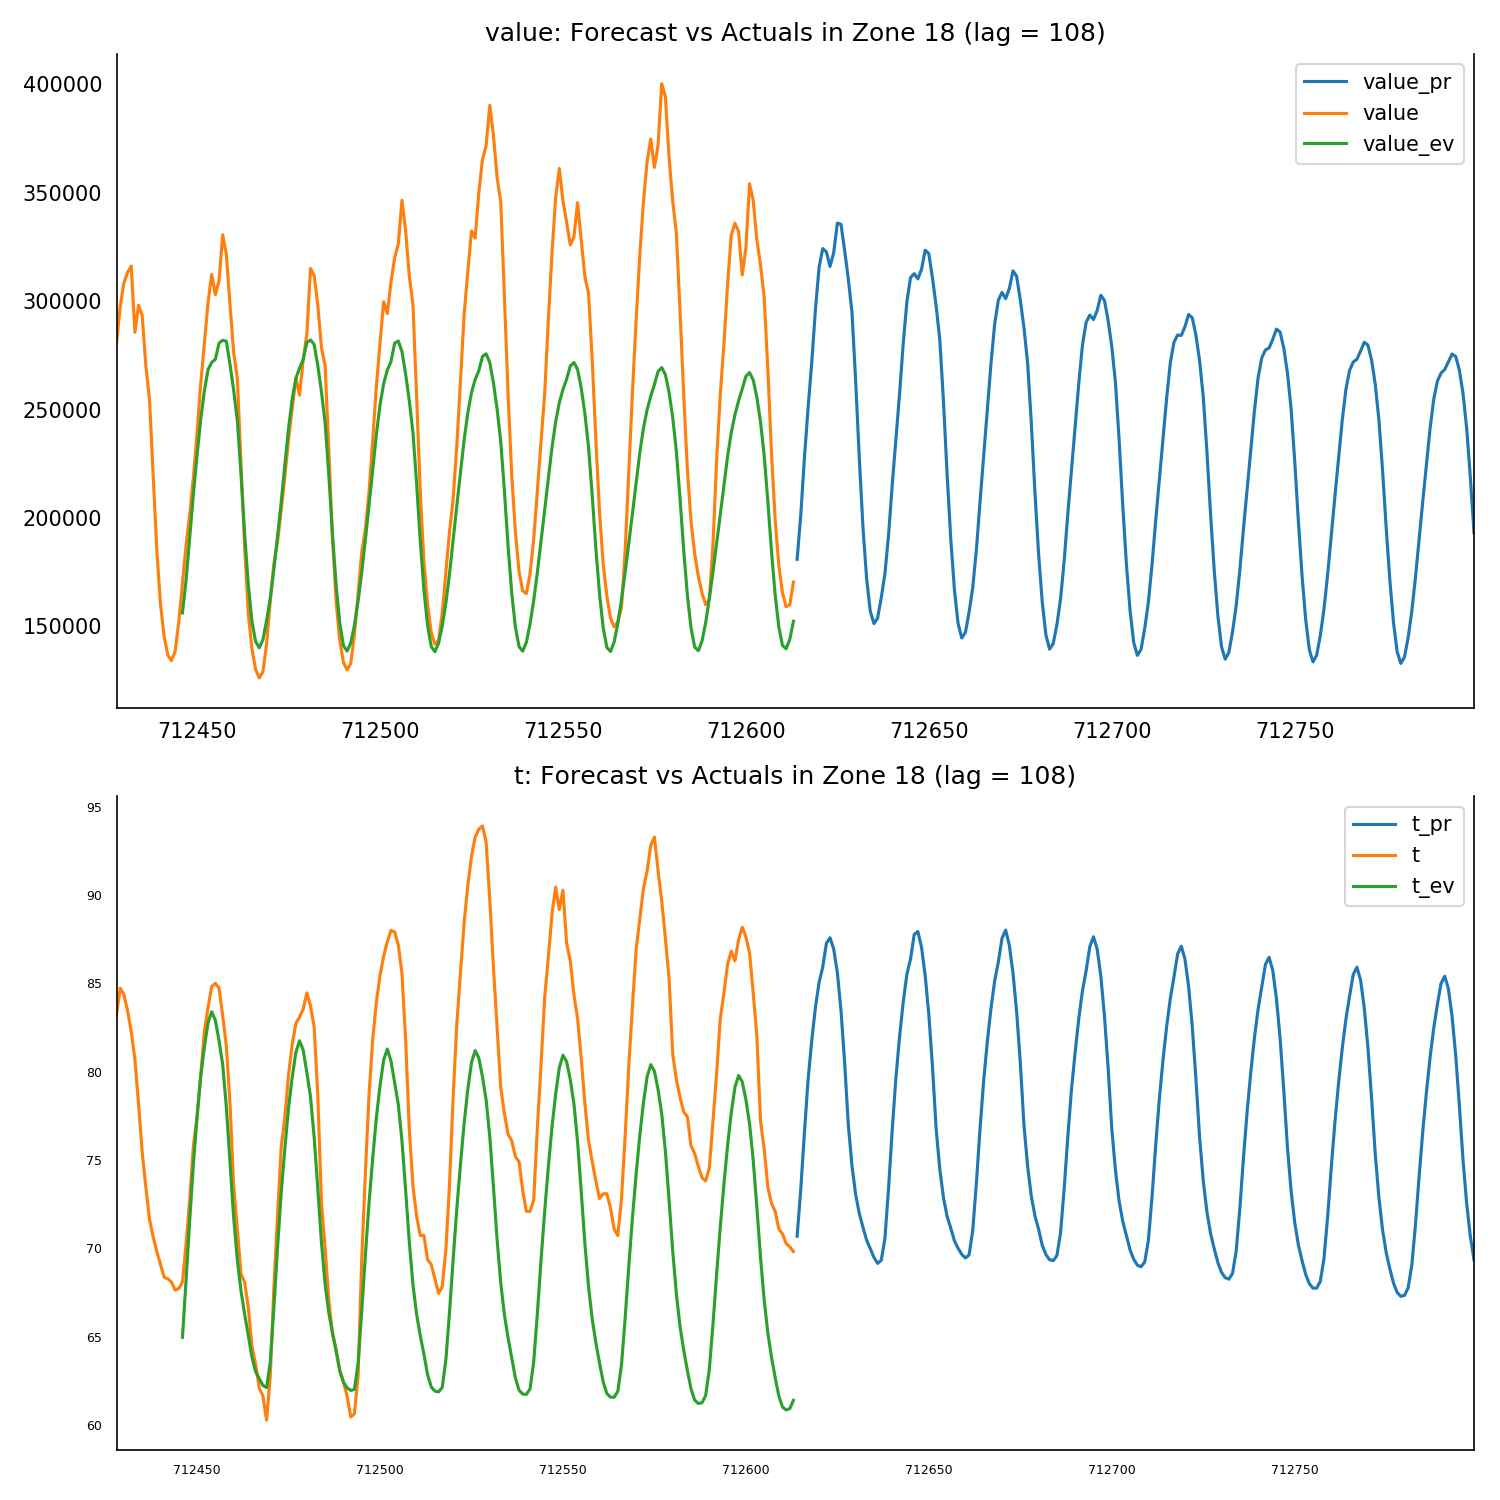 value: Forecast vs Actuals in Zone 18 (lag = 108)
400000
350000
300000
250000
200000
150000
value_pr
value
value_ev
712450 712500 712550 712600 712650 712700 712750
t: Forecast vs Actuals in Zone 18 (lag = 108)
95
90
85
80
75
70
65
60
t_pr
t
t_ev
712450 712500 712550 712600 712650 712700 712750